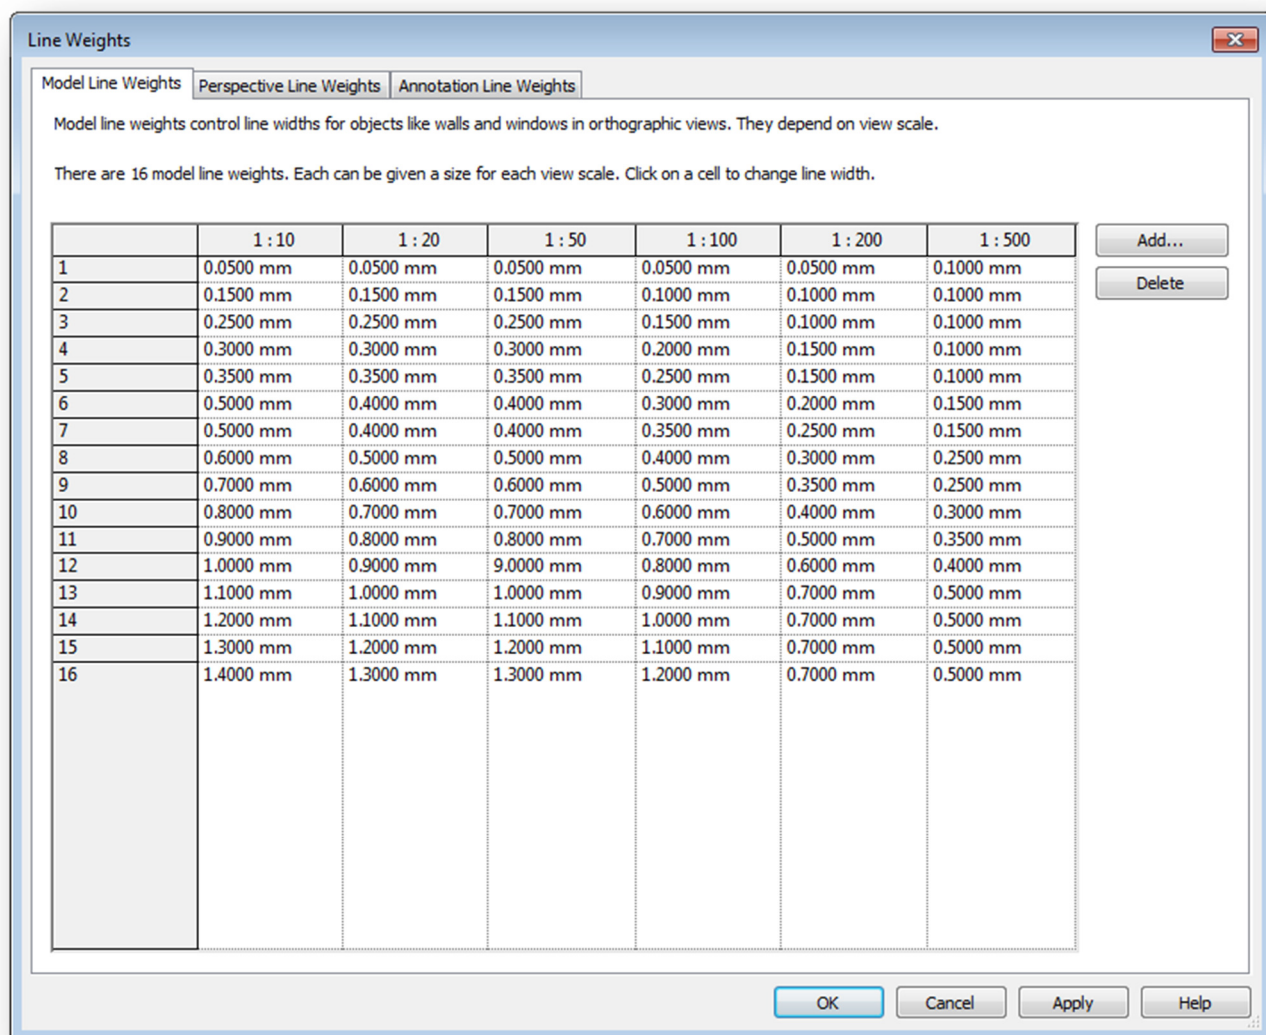 Line Weights
Model Line Weights Perspective Line Weights Annotation Line Weights
Model line weights control line widths for objects like walls and windows in orthographic views. They depend on view scale.
There are 16 model line weights. Each can be given a size for each view scale. Click on a cell to change line width.
1 : 10 1 : 20 1 : 50 1 : 100 1 : 200 1 : 500 Add...
1 0.0500 mm 0.0500 mm 0.0500 mm 0.0500 mm 0.0500 mm 0.1000 mm
Delete
2 0.1500 mm 0.1500 mm 0.1500 mm 0.1000 mm 0.1000 mm 0.1000 mm
3 0.2500 mm 0.2500 mm 0.2500 mm 0.1500 mm 0.1000 mm 0.1000 mm
4 0.3000 mm 0.3000 mm 0.3000 mm 0.2000 mm 0.1500 mm 0.1000 mm
5 0.3500 mm 0.3500 mm 0.3500 mm 0.2500 mm 0.1500 mm 0.1000 mm
6 0.5000 mm 0.4000 mm 0.4000 mm 0.3000 mm 0.2000 mm 0.1500 mm
7 0.5000 mm 0.4000 mm 0.4000 mm 0.3500 mm 0.2500 mm 0.1500 mm
8 0.6000 mm 0.5000 mm 0.5000 mm 0.4000 mm 0.3000 mm 0.2500 mm
9 0.7000 mm 0.6000 mm 0.6000 mm 0.5000 mm 0.3500 mm 0.2500 mm
10 0.8000 mm 0.7000 mm 0.7000 mm 0.6000 mm 0.4000 mm 0.3000 mm
11 0.9000 mm 0.8000 mm 0.8000 mm 0.7000 mm 0.5000 mm 0.3500 mm
12 1.0000 mm 0.9000 mm 9.0000 mm 0.8000 mm 0.6000 mm 0.4000 mm
13 1.1000 mm 1.0000 mm 1.0000 mm 0.9000 mm 0.7000 mm 0.5000 mm
14 1.2000 mm 1.1000 mm 1.1000 mm 1.0000 mm 0.7000 mm 0.5000 mm
15 1.3000 mm 1.2000 mm 1.2000 mm 1.1000 mm 0.7000 mm 0.5000 mm
16 1.4000 mm 1.3000 mm 1.3000 mm 1.2000 mm 0.7000 mm 0.5000 mm
OK Cancel Apply Help